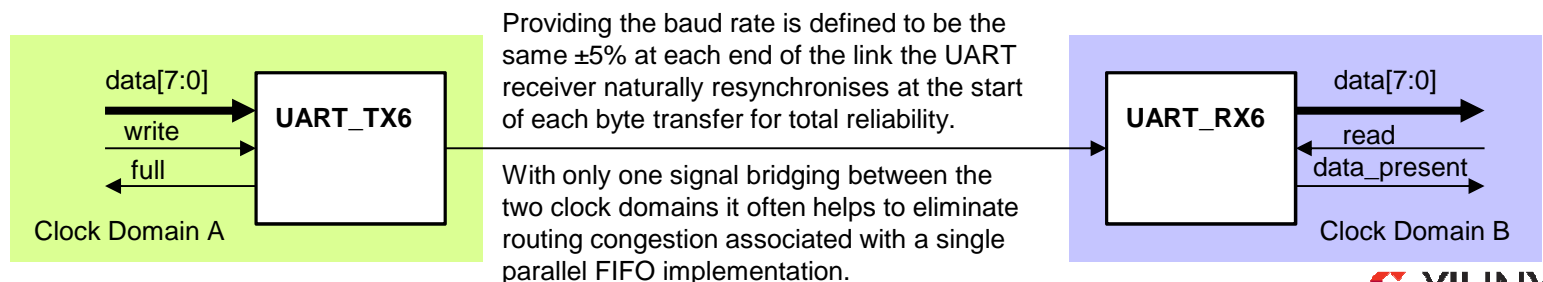 Providing the baud rate is defined to be the
same ±5% at each end of the link the UART
receiver naturally resynchronises at the start
of each byte transfer for total reliability.
data[7:0]
write
full
UART_TX6
Clock Domain A
With only one signal bridging between the
two clock domains it often helps to eliminate
routing congestion associated with a single
parallel FIFO implementation.
UART_RX6
data[7:0]
read
data_present
Clock Domain B